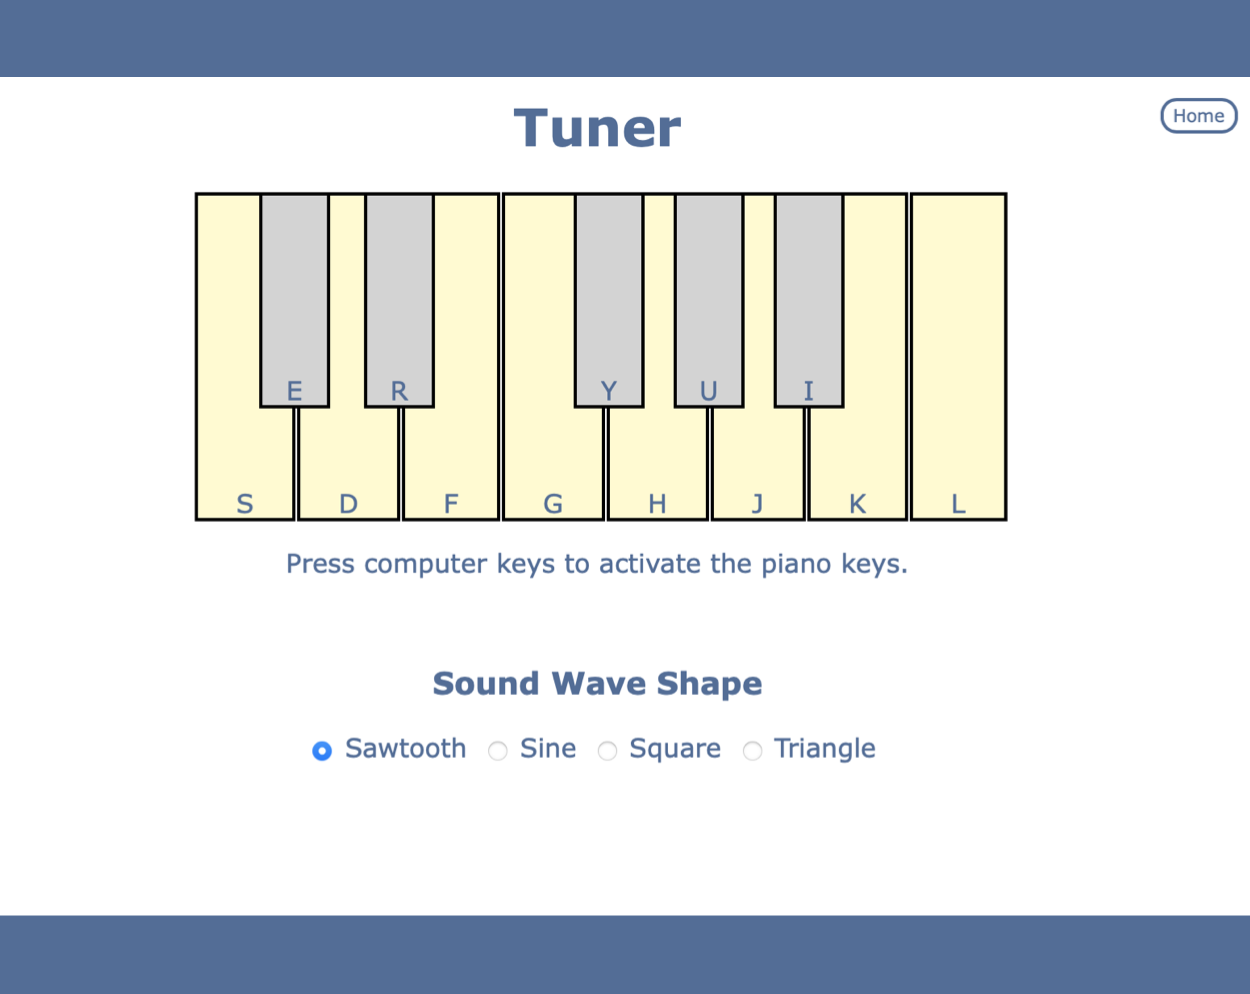 Tuner
Home
E R Y U I
S D F G H J K L
Press computer keys to activate the piano keys.
Sound Wave Shape
Sawtooth Sine Square Triangle